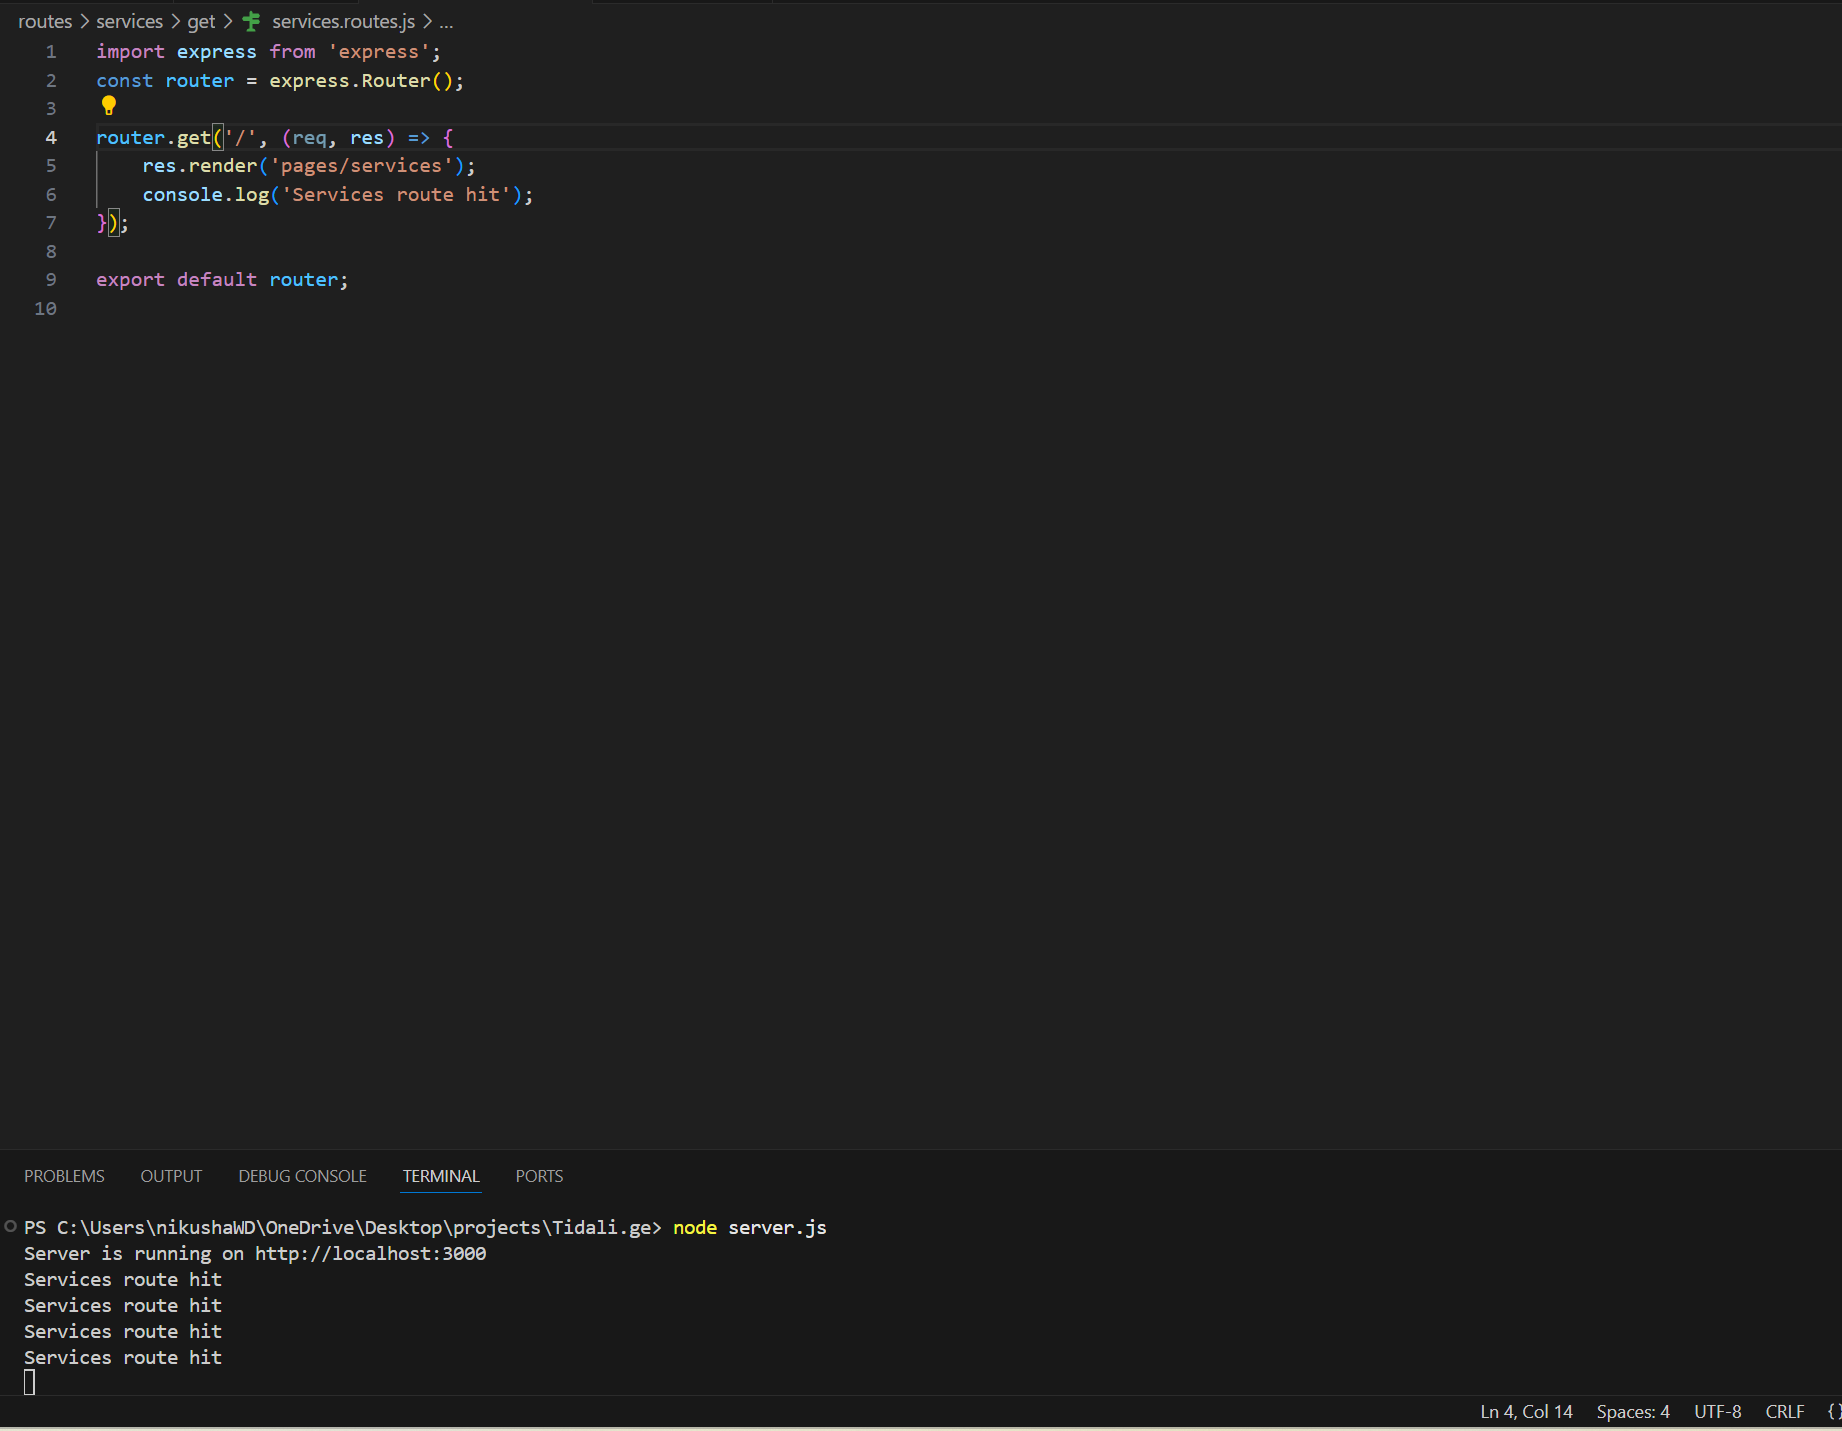 routes > services > get > services.routes.js > ...
1 import express from 'express';
2 const router = express.Router();
3
4 router.get('/', (req, res) => {
5     res.render('pages/services');
6     console.log('Services route hit');
7 });
8
9 export default router;
10
PROBLEMS OUTPUT DEBUG CONSOLE TERMINAL PORTS
PS C:\Users\nikushaWD\OneDrive\Desktop\projects\Tidali.ge> node server.js
Server is running on http://localhost:3000
Services route hit
Services route hit
Services route hit
Services route hit
Ln 4, Col 14 Spaces: 4 UTF-8 CRLF {}